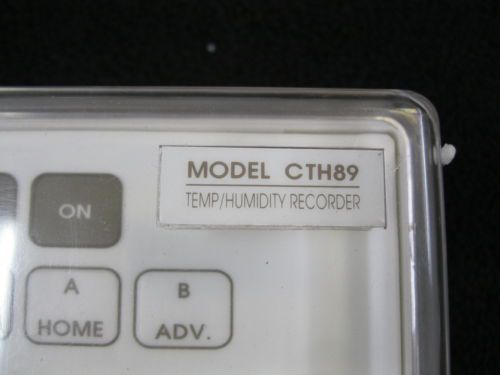 MODEL CTH89
TEMP/HUMIDITY RECORDER
ON
A
HOME
B
ADV.